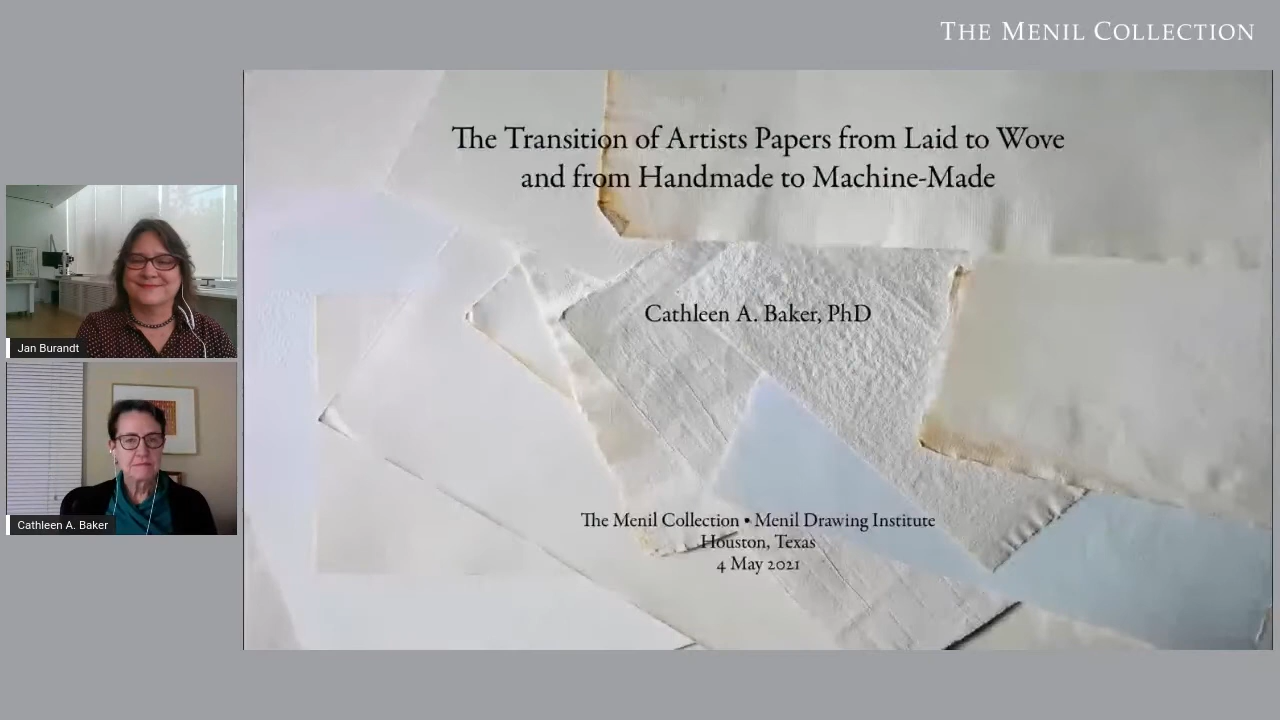 THE MENIL COLLECTION
The Transition of Artists Papers from Laid to Wove
and from Handmade to Machine-Made
Cathleen A. Baker, PhD
The Menil Collection • Menil Drawing Institute
Houston, Texas
4 May 2021
Jan Burandt
Cathleen A. Baker